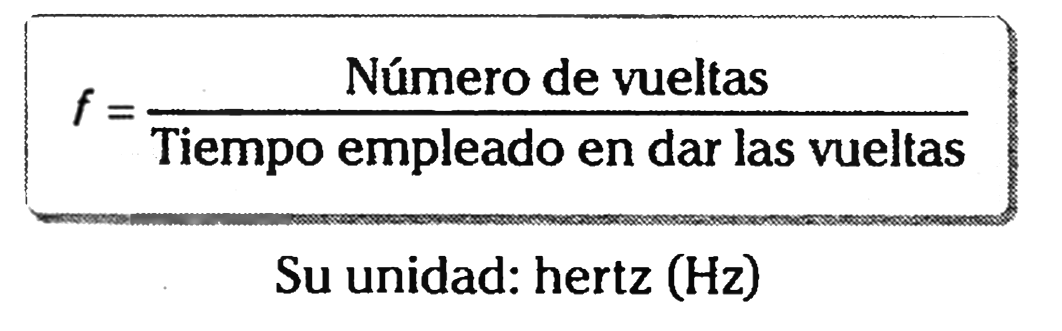 f = Número de vueltas
Tiempo empleado en dar las vueltas
Su unidad: hertz (Hz)